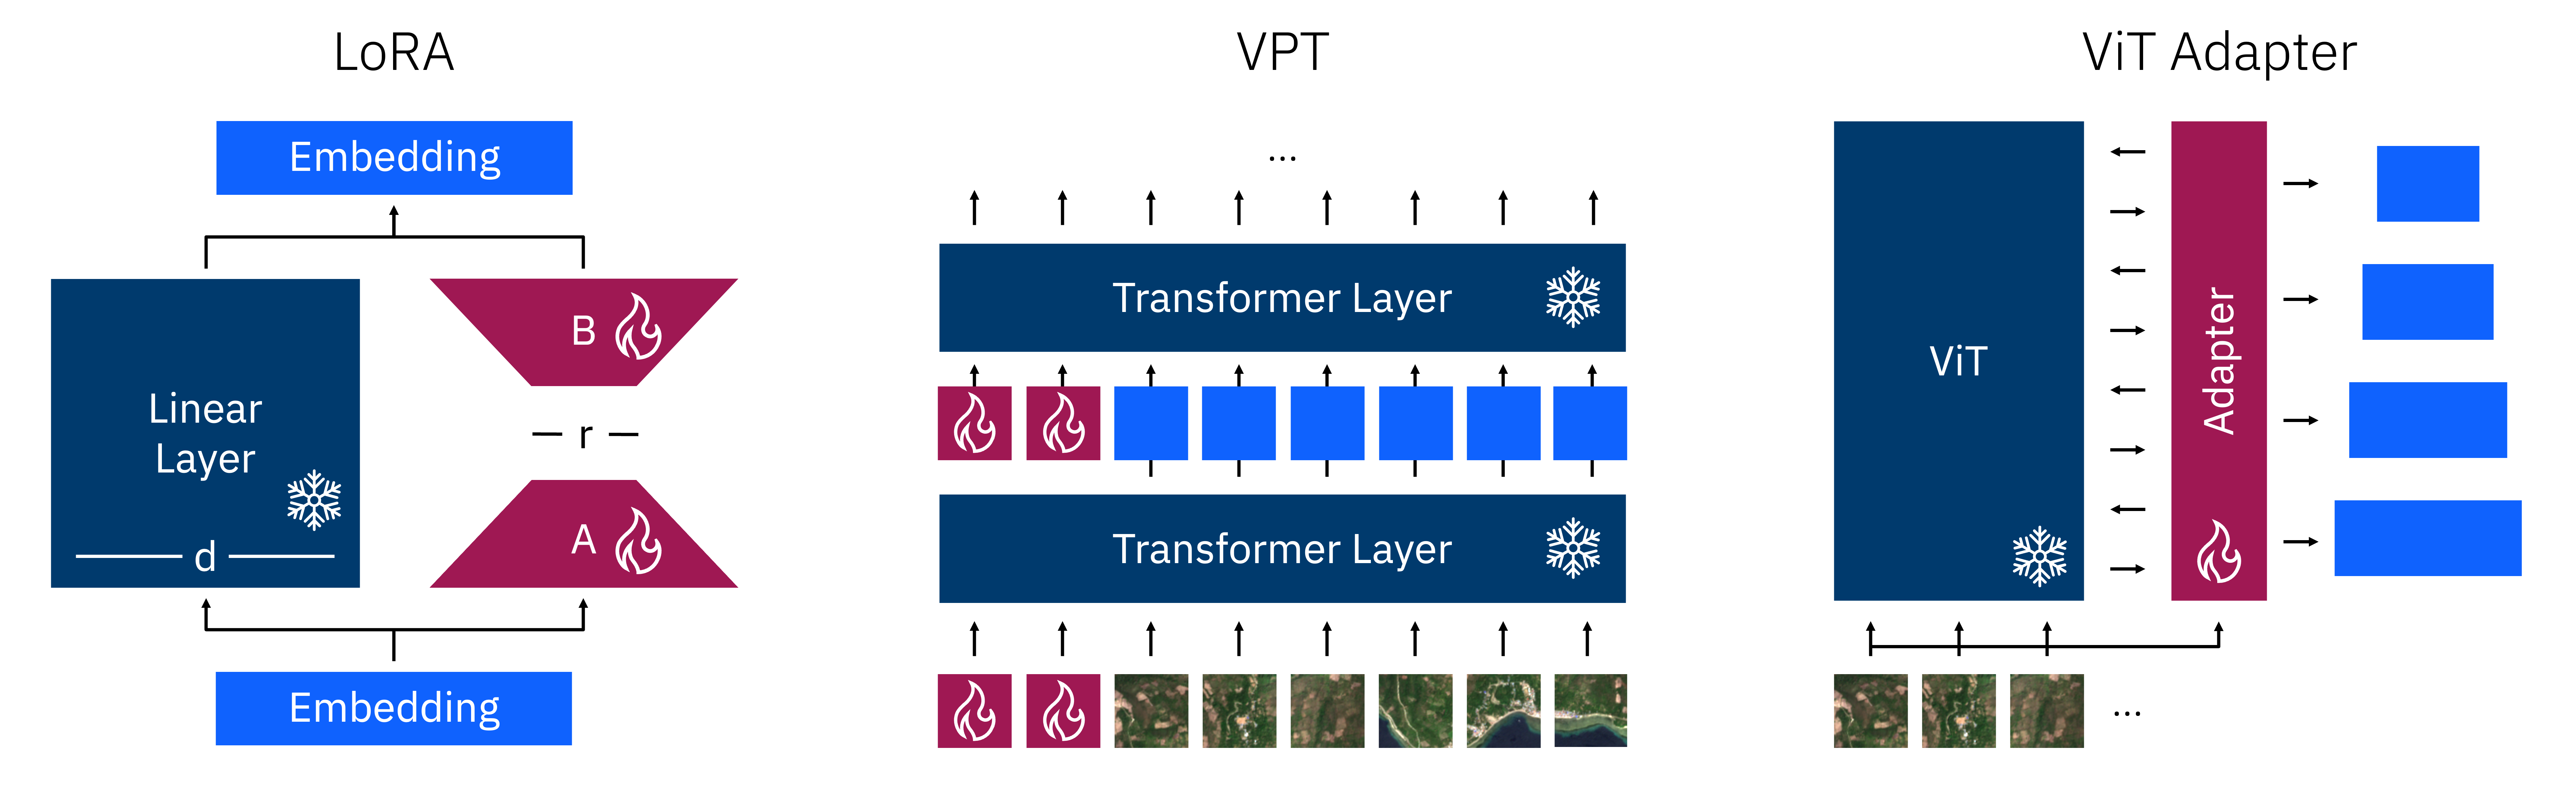 LoRA
Embedding
Linear
Layer
d
B
r
A
Embedding
VPT
...
Transformer Layer
Transformer Layer
ViT Adapter
ViT
Adapter
...